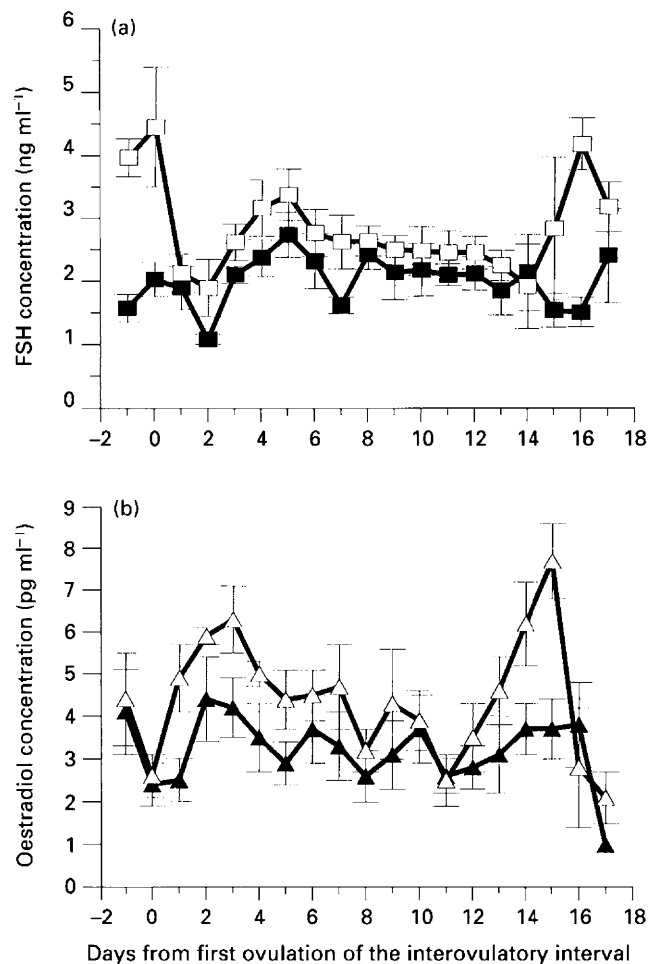 (a)
FSH concentration (ng ml⁻¹)
6
5
4
3
2
1
0
−2 0 2 4 6 8 10 12 14 16 18
(b)
Oestradiol concentration (pg ml⁻¹)
9
8
7
6
5
4
3
2
1
0
−2 0 2 4 6 8 10 12 14 16 18
Days from first ovulation of the interovulatory interval